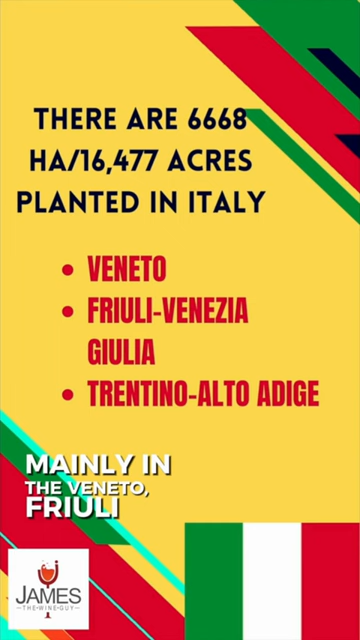 THERE ARE 6668
HA/16,477 ACRES
PLANTED IN ITALY
• VENETO
• FRIULI-VENEZIA
GIULIA
• TRENTINO-ALTO ADIGE
MAINLY IN
THE VENETO,
FRIULI
JAMES
THE WINE GUY